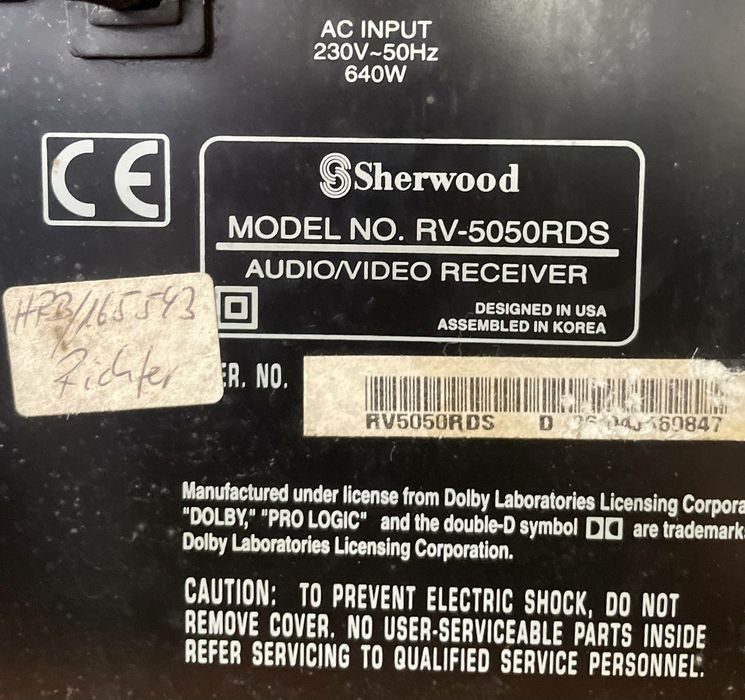 AC INPUT
230V~50Hz
640W
CE
Sherwood
MODEL NO. RV-5050RDS
AUDIO/VIDEO RECEIVER
DESIGNED IN USA
ASSEMBLED IN KOREA
Richter
ER. NO.
RV5050RDS D
Manufactured under license from Dolby Laboratories Licensing Corpora
"DOLBY," "PRO LOGIC" and the double-D symbol are trademark
Dolby Laboratories Licensing Corporation.
CAUTION: TO PREVENT ELECTRIC SHOCK, DO NOT
REMOVE COVER. NO USER-SERVICEABLE PARTS INSIDE
REFER SERVICING TO QUALIFIED SERVICE PERSONNEL.